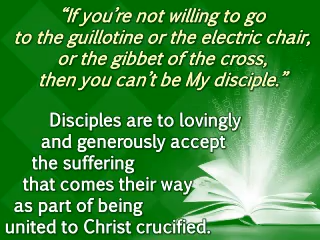 “If you’re not willing to go
to the guillotine or the electric chair,
or the gibbet of the cross,
then you can’t be My disciple.”
Disciples are to lovingly
and generously accept
the suffering
that comes their way
as part of being
united to Christ crucified.